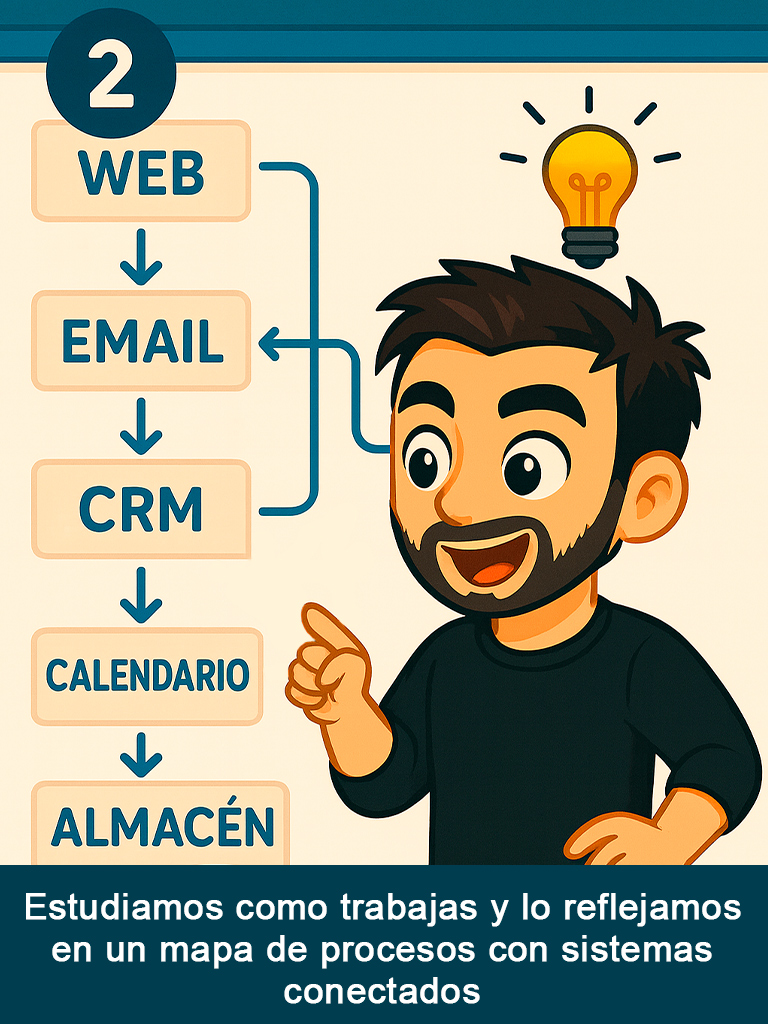 2
WEB
EMAIL
CRM
CALENDARIO
ALMACÉN
Estudiamos como trabajas y lo reflejamos
en un mapa de procesos con sistemas
conectados